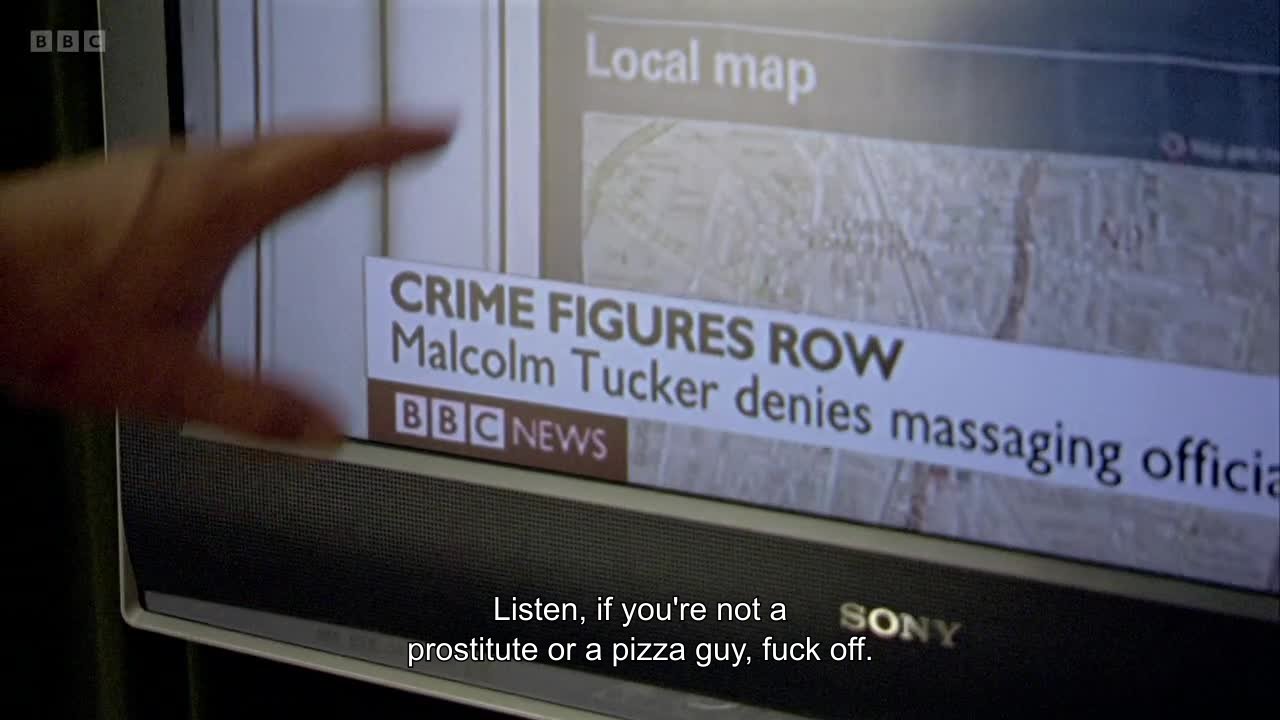 BBC
Local map
CRIME FIGURES ROW
Malcolm Tucker denies massaging officia
BBC NEWS
SONY
Listen, if you're not a
prostitute or a pizza guy, fuck off.